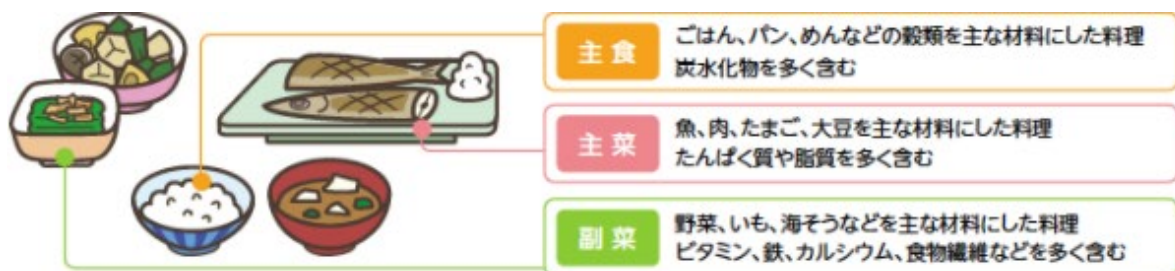 主食
ごはん、パン、めんなどの穀類を主な材料にした料理
炭水化物を多く含む
主菜
魚、肉、たまご、大豆を主な材料にした料理
たんぱく質や脂質を多く含む
副菜
野菜、いも、海そうなどを主な材料にした料理
ビタミン、鉄、カルシウム、食物繊維などを多く含む